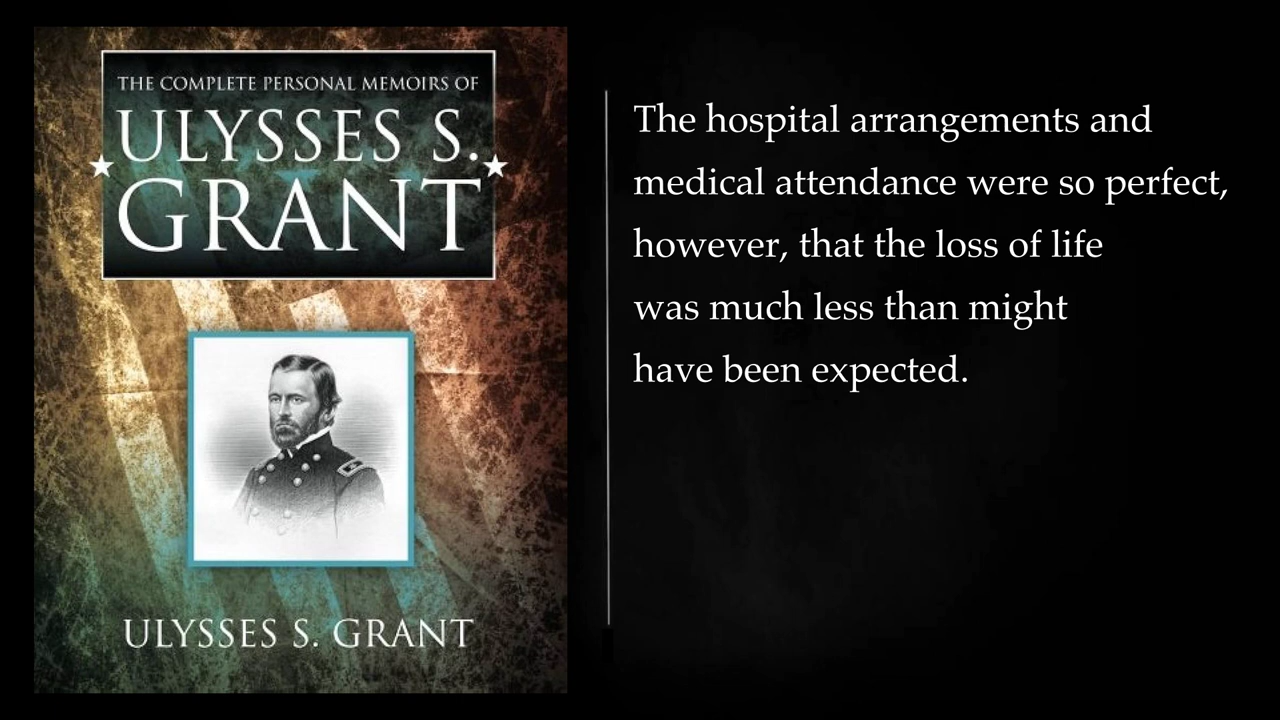 THE COMPLETE PERSONAL MEMOIRS OF
ULYSSES S.
GRANT
ULYSSES S. GRANT
The hospital arrangements and
medical attendance were so perfect,
however, that the loss of life
was much less than might
have been expected.